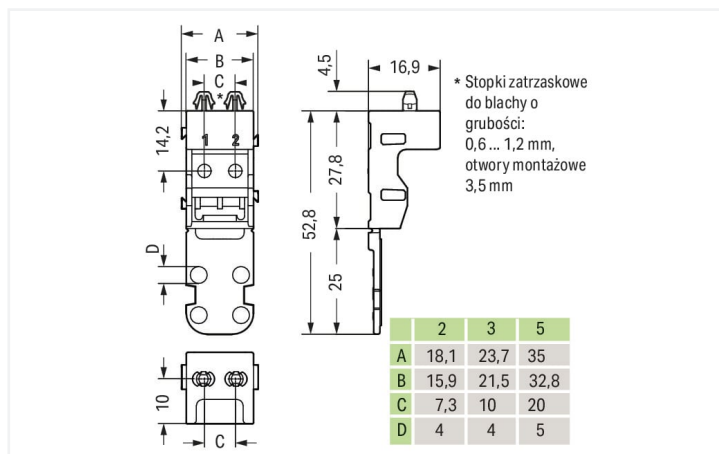 A
B
C
*
4,5
16,9
* Stopki zatrzaskowe
do blachy o
grubości:
0,6 ... 1,2 mm,
otwory montażowe
3,5 mm
14,2
1 2
27,8
52,8
D
25
10
C
2 3 5
A 18,1 23,7 35
B 15,9 21,5 32,8
C 7,3 10 20
D 4 4 5